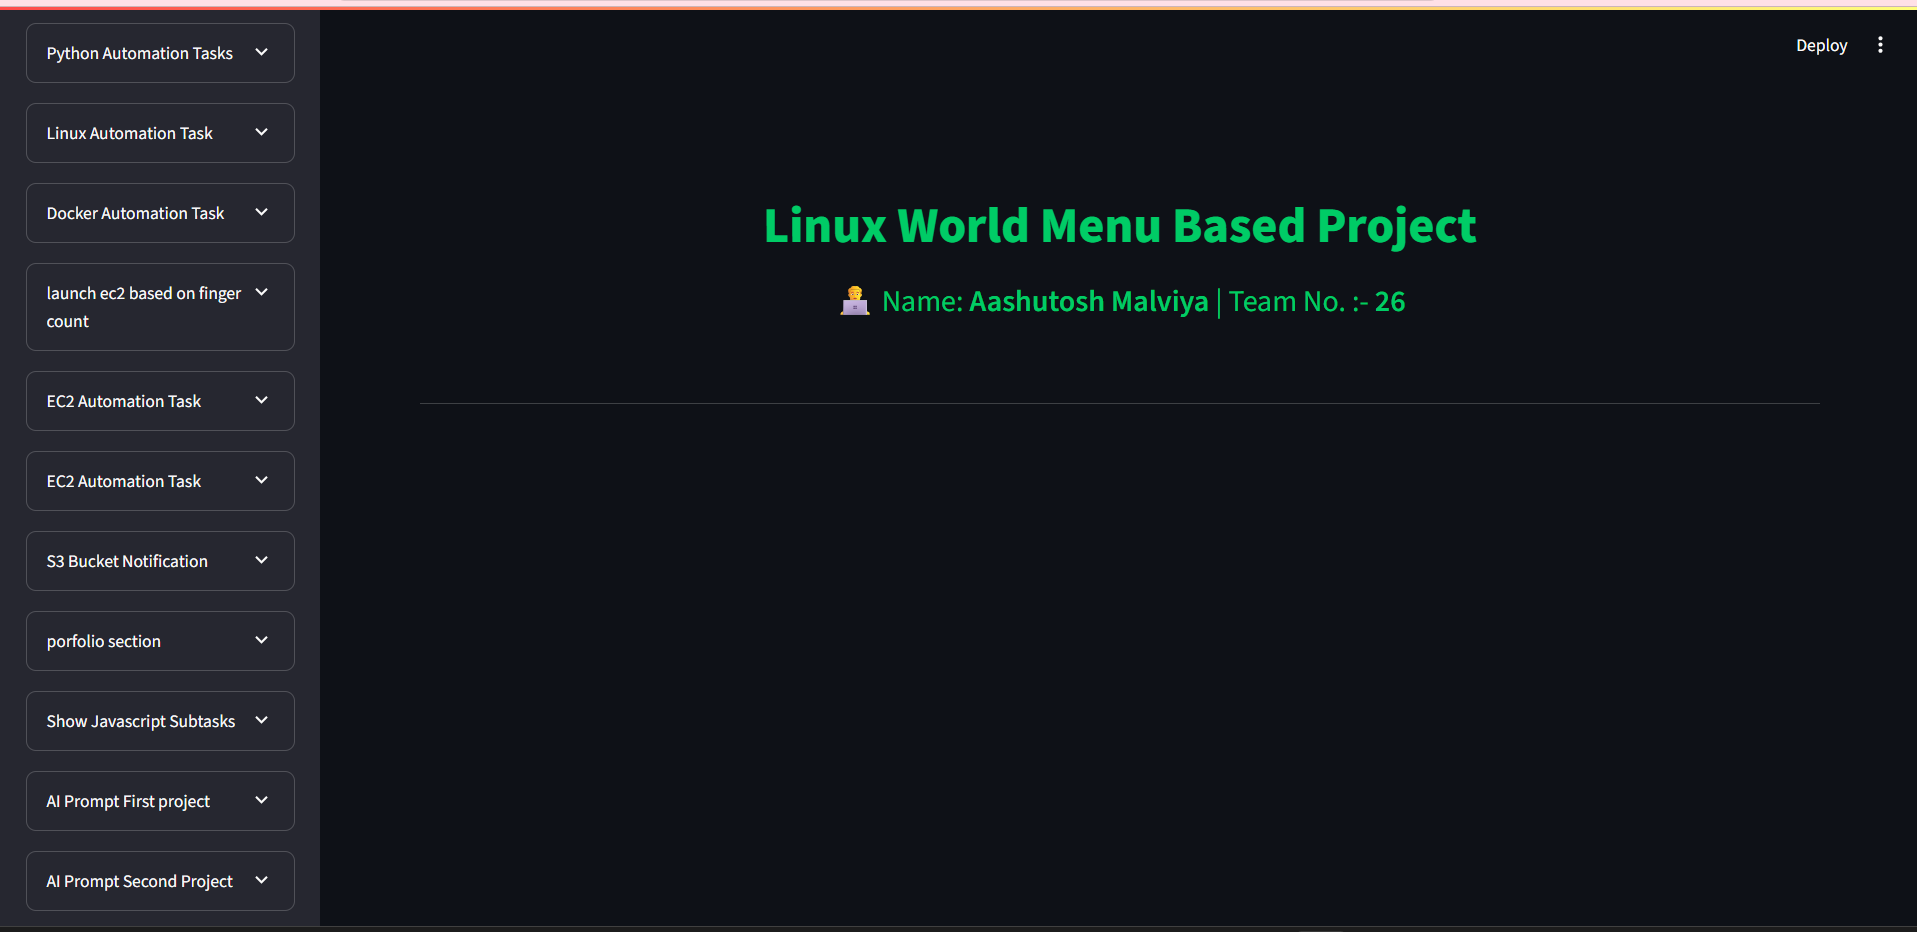 Python Automation Tasks
Linux Automation Task
Docker Automation Task
launch ec2 based on finger
count
EC2 Automation Task
EC2 Automation Task
S3 Bucket Notification
porfolio section
Show Javascript Subtasks
AI Prompt First project
AI Prompt Second Project
Deploy
Linux World Menu Based Project
Name: Aashutosh Malviya | Team No. :- 26